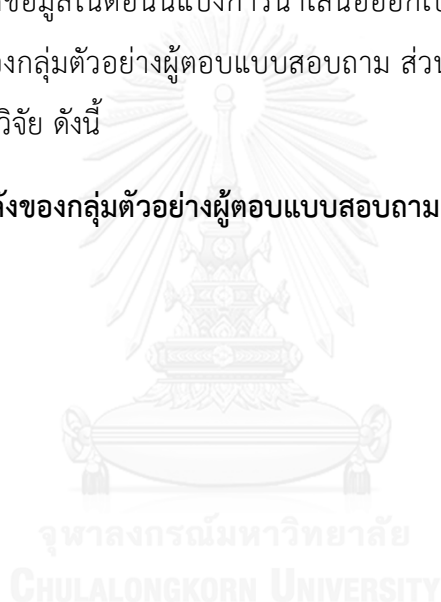 ข้อมูลในตอนนี้แบ่งการนำเสนอออกเป็
องกลุ่มตัวอย่างผู้ตอบแบบสอบถาม ส่วน
วิจัย ดังนี้
ังของกลุ่มตัวอย่างผู้ตอบแบบสอบถาม
จุฬาลงกรณ์มหาวิทยาลัย
CHULALONGKORN UNIVERSITY